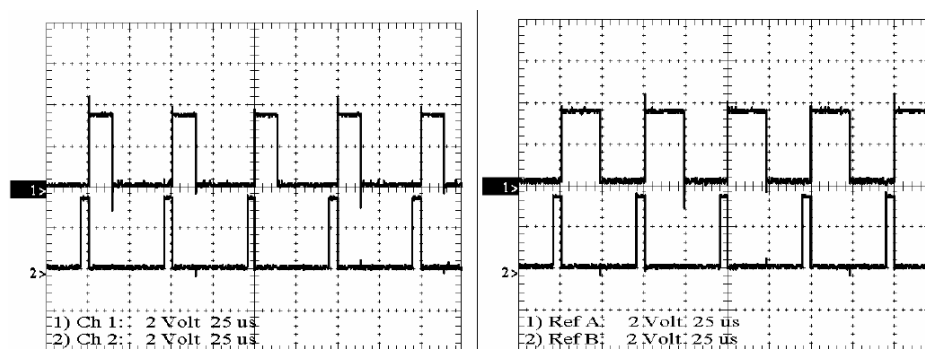 1>
2>
1) Ch 1: 2 Volt 25 us
2) Ch 2: 2 Volt 25 us
1>
2>
1) Ref A: 2 Volt 25 us
2) Ref B: 2 Volt 25 us